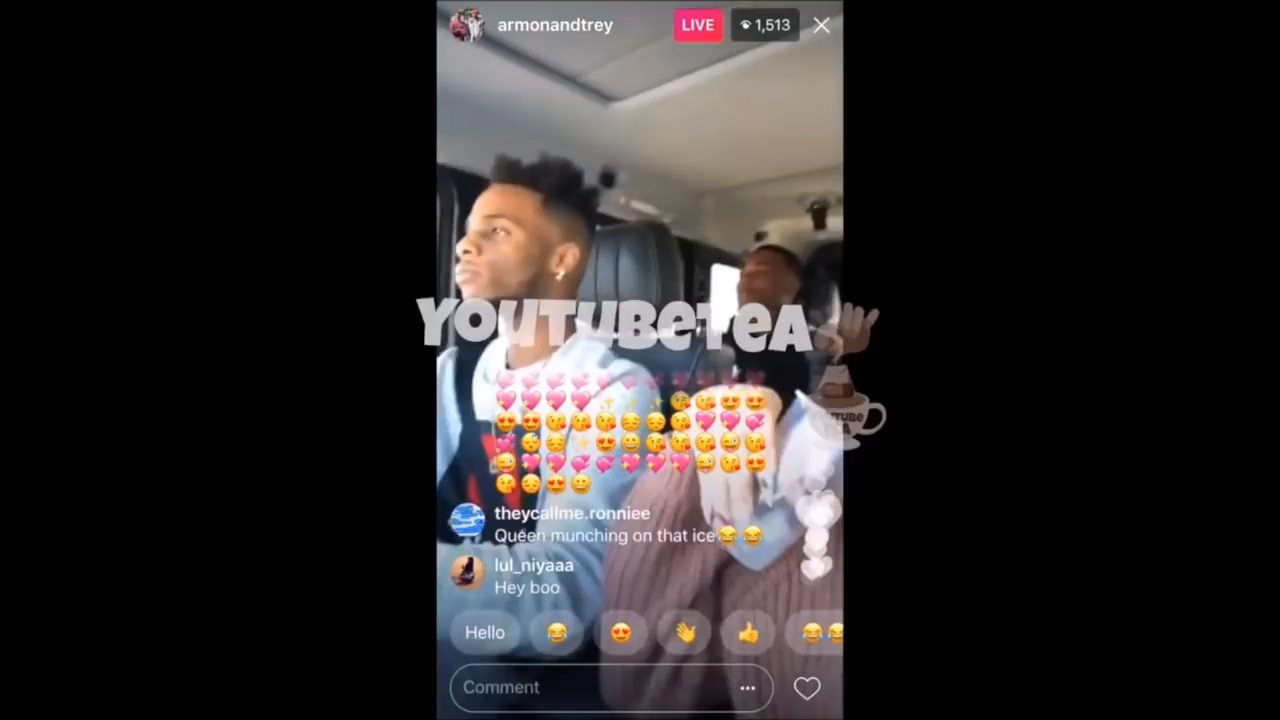 armonandtrey
LIVE
1,513
YOUTUBETEA
theycallme.ronniee
Queen munching on that ice😂😂
lul_niyaaa
Hey boo
Hello
Comment